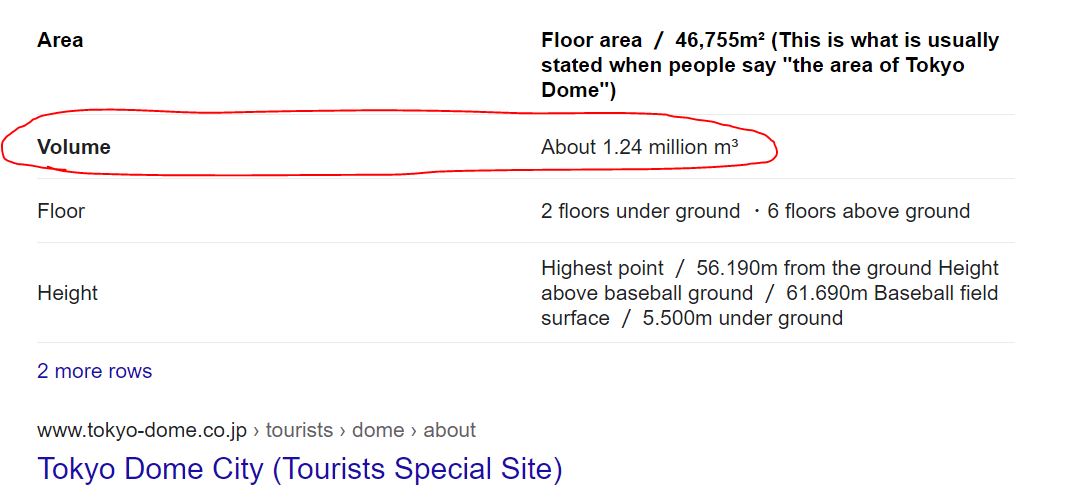 Area
Floor area / 46,755m² (This is what is usually
stated when people say "the area of Tokyo
Dome")
Volume
About 1.24 million m³
Floor
2 floors under ground ・6 floors above ground
Height
Highest point / 56.190m from the ground Height
above baseball ground / 61.690m Baseball field
surface / 5.500m under ground
2 more rows
www.tokyo-dome.co.jp › tourists › dome › about
Tokyo Dome City (Tourists Special Site)